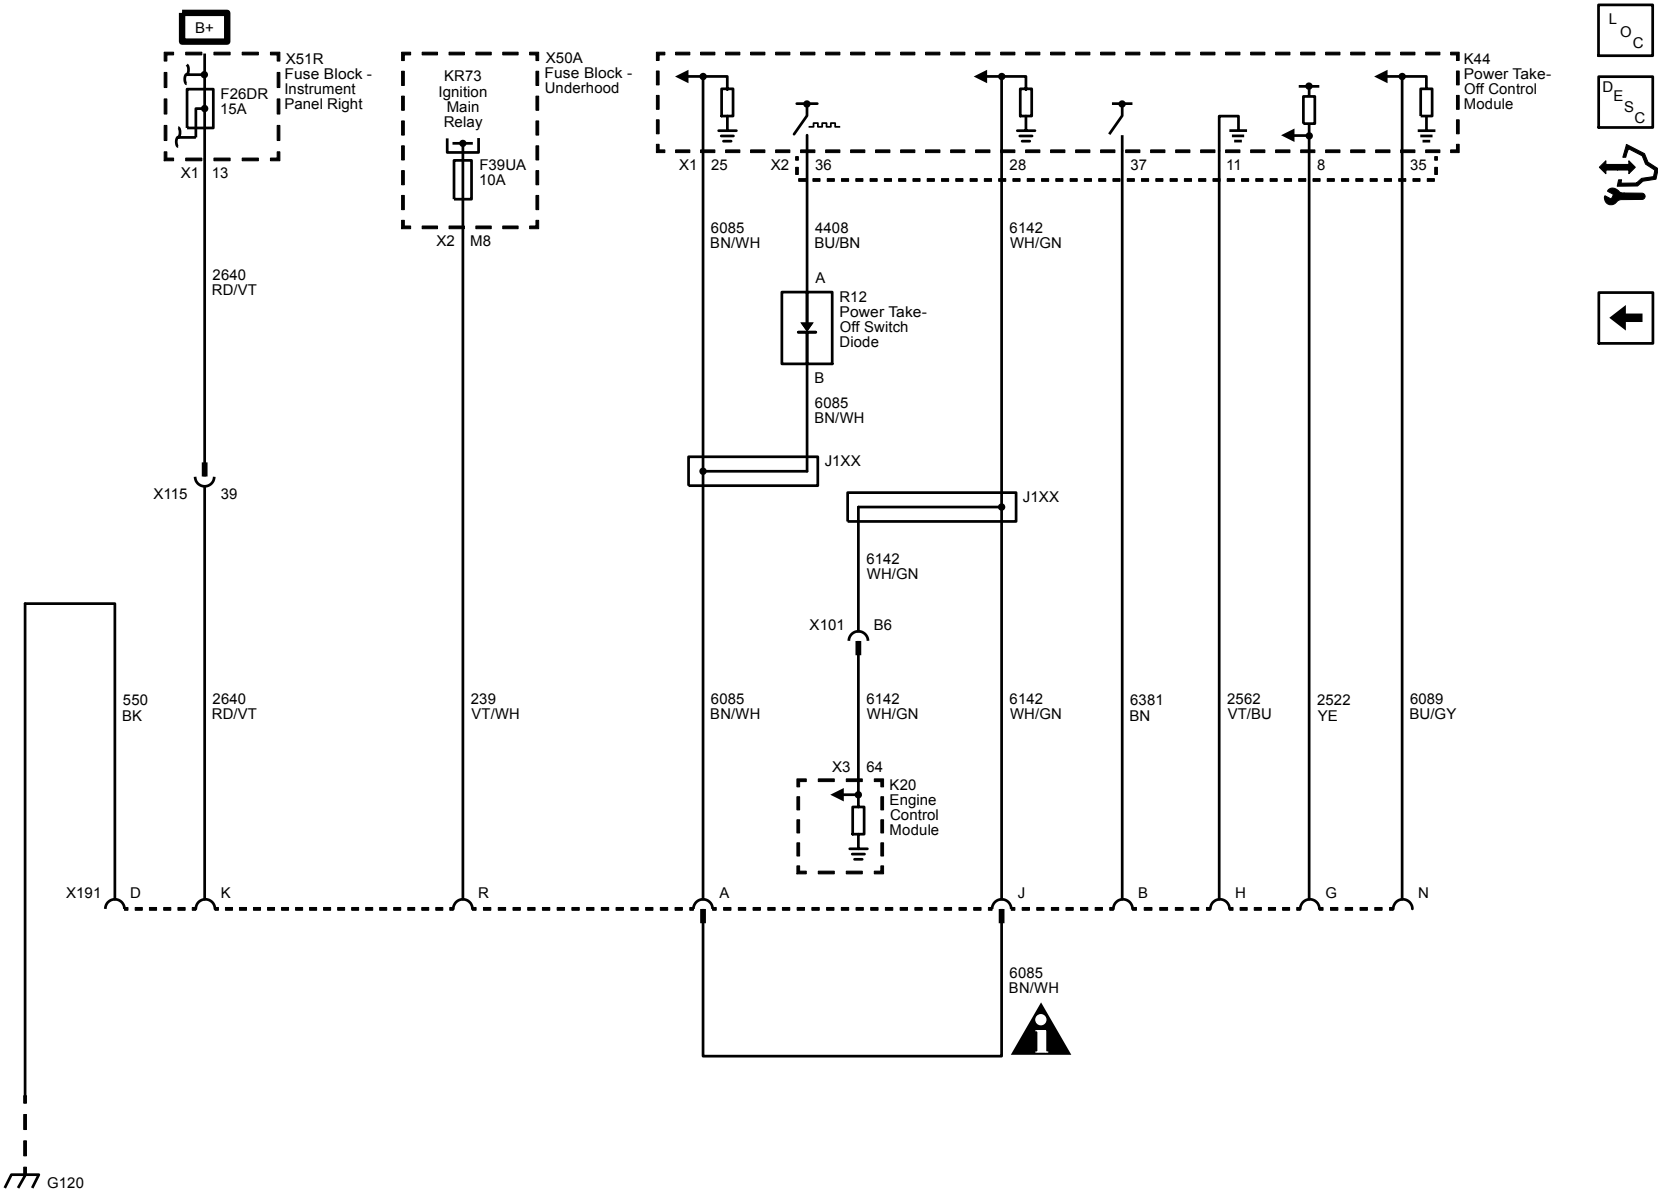 B+
X51R
Fuse Block -
Instrument
Panel Right
F26DR
15A
X1 13
KR73
Ignition
Main
Relay
F39UA
10A
X50A
Fuse Block -
Underhood
X2 M8
K44
Power Take-
Off Control
Module
L
O
C
D
E
S
C
X1 25
X2 36
28
37
11
8
35
6085
BN/WH
4408
BU/BN
6142
WH/GN
2640
RD/VT
A
R12
Power Take-
Off Switch
Diode
B
6085
BN/WH
J1XX
J1XX
X115 39
6142
WH/GN
X101 B6
550
BK
2640
RD/VT
239
VT/WH
6085
BN/WH
6142
WH/GN
6142
WH/GN
6381
BN
2562
VT/BU
2522
YE
6089
BU/GY
X3 64
K20
Engine
Control
Module
X191 D
K
R
A
J
B
H
G
N
6085
BN/WH
i
G120